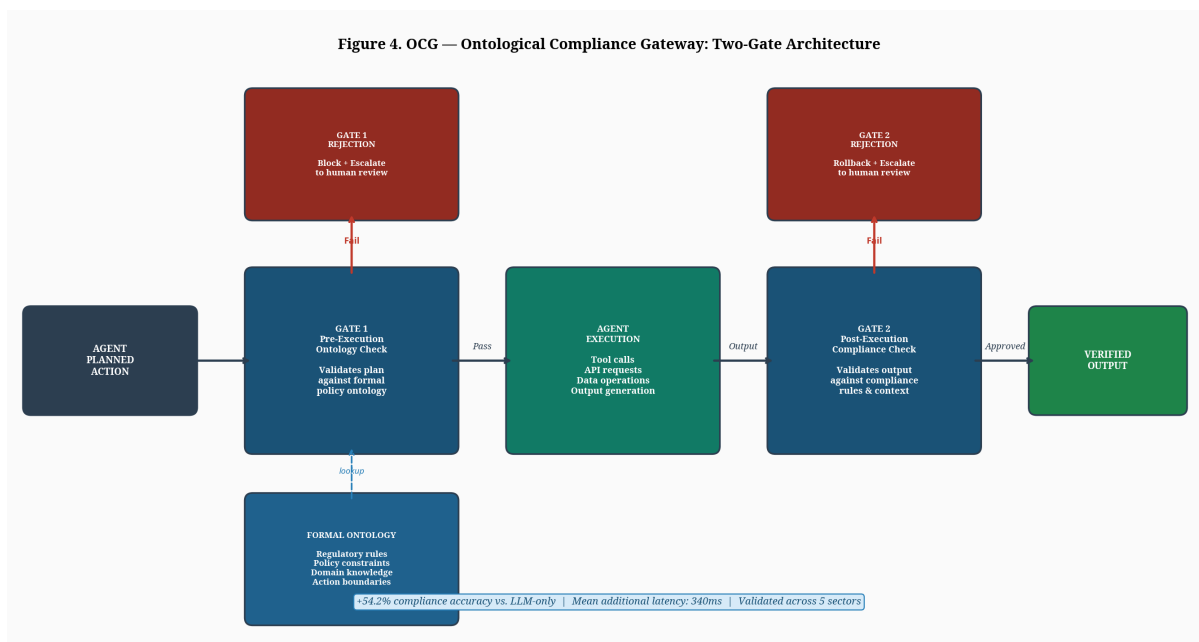 Figure 4. OCG — Ontological Compliance Gateway: Two-Gate Architecture
GATE 1
REJECTION
Block + Escalate
to human review
GATE 2
REJECTION
Rollback + Escalate
to human review
Fail
Fail
AGENT
PLANNED
ACTION
GATE 1
Pre-Execution
Ontology Check
Validates plan
against formal
policy ontology
Pass
AGENT
EXECUTION
Tool calls
API requests
Data operations
Output generation
Output
GATE 2
Post-Execution
Compliance Check
Validates output
against compliance
rules & context
Approved
VERIFIED
OUTPUT
lookup
FORMAL ONTOLOGY
Regulatory rules
Policy constraints
Domain knowledge
Action boundaries
+54.2% compliance accuracy vs. LLM-only | Mean additional latency: 340ms | Validated across 5 sectors